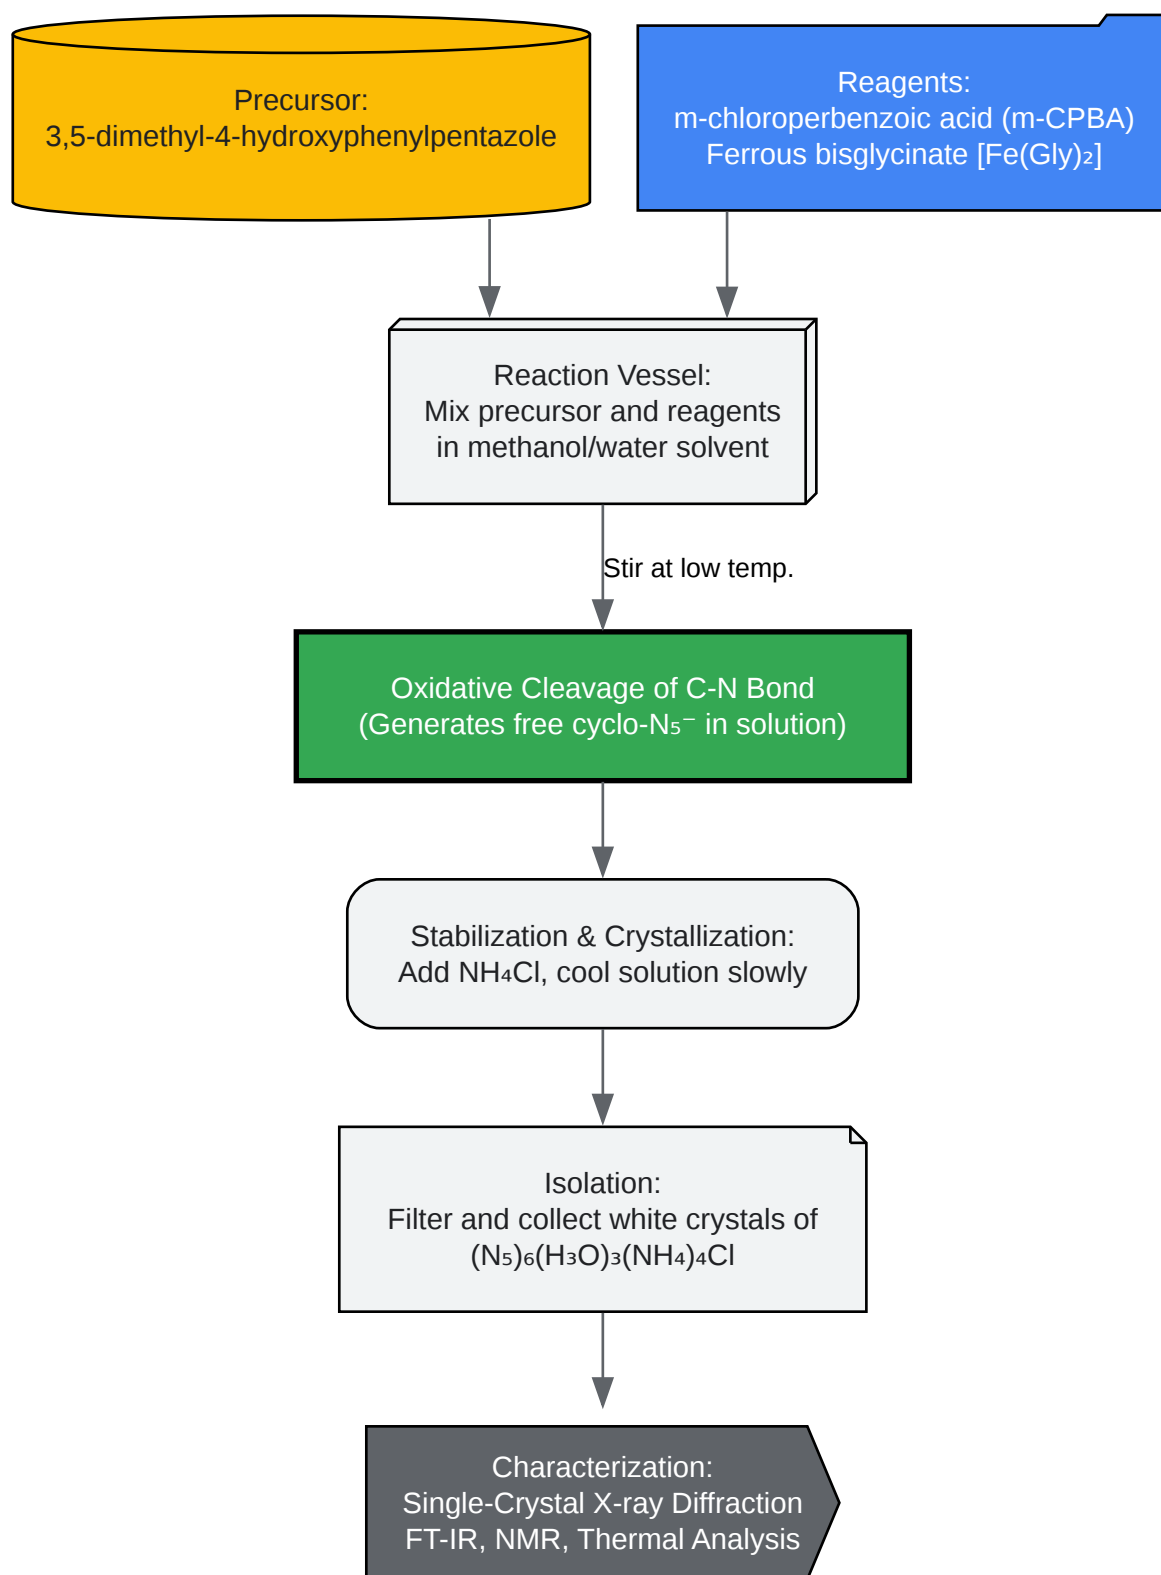 Precursor:
3,5-dimethyl-4-hydroxyphenylpentazole
Reagents:
m-chloroperbenzoic acid (m-CPBA)
Ferrous bisglycinate [Fe(Gly)₂]
Reaction Vessel:
Mix precursor and reagents
in methanol/water solvent
Stir at low temp.
Oxidative Cleavage of C-N Bond
(Generates free cyclo-N₅⁻ in solution)
Stabilization & Crystallization:
Add NH₄Cl, cool solution slowly
Isolation:
Filter and collect white crystals of
(N₅)₆(H₃O)₃(NH₄)₄Cl
Characterization:
Single-Crystal X-ray Diffraction
FT-IR, NMR, Thermal Analysis